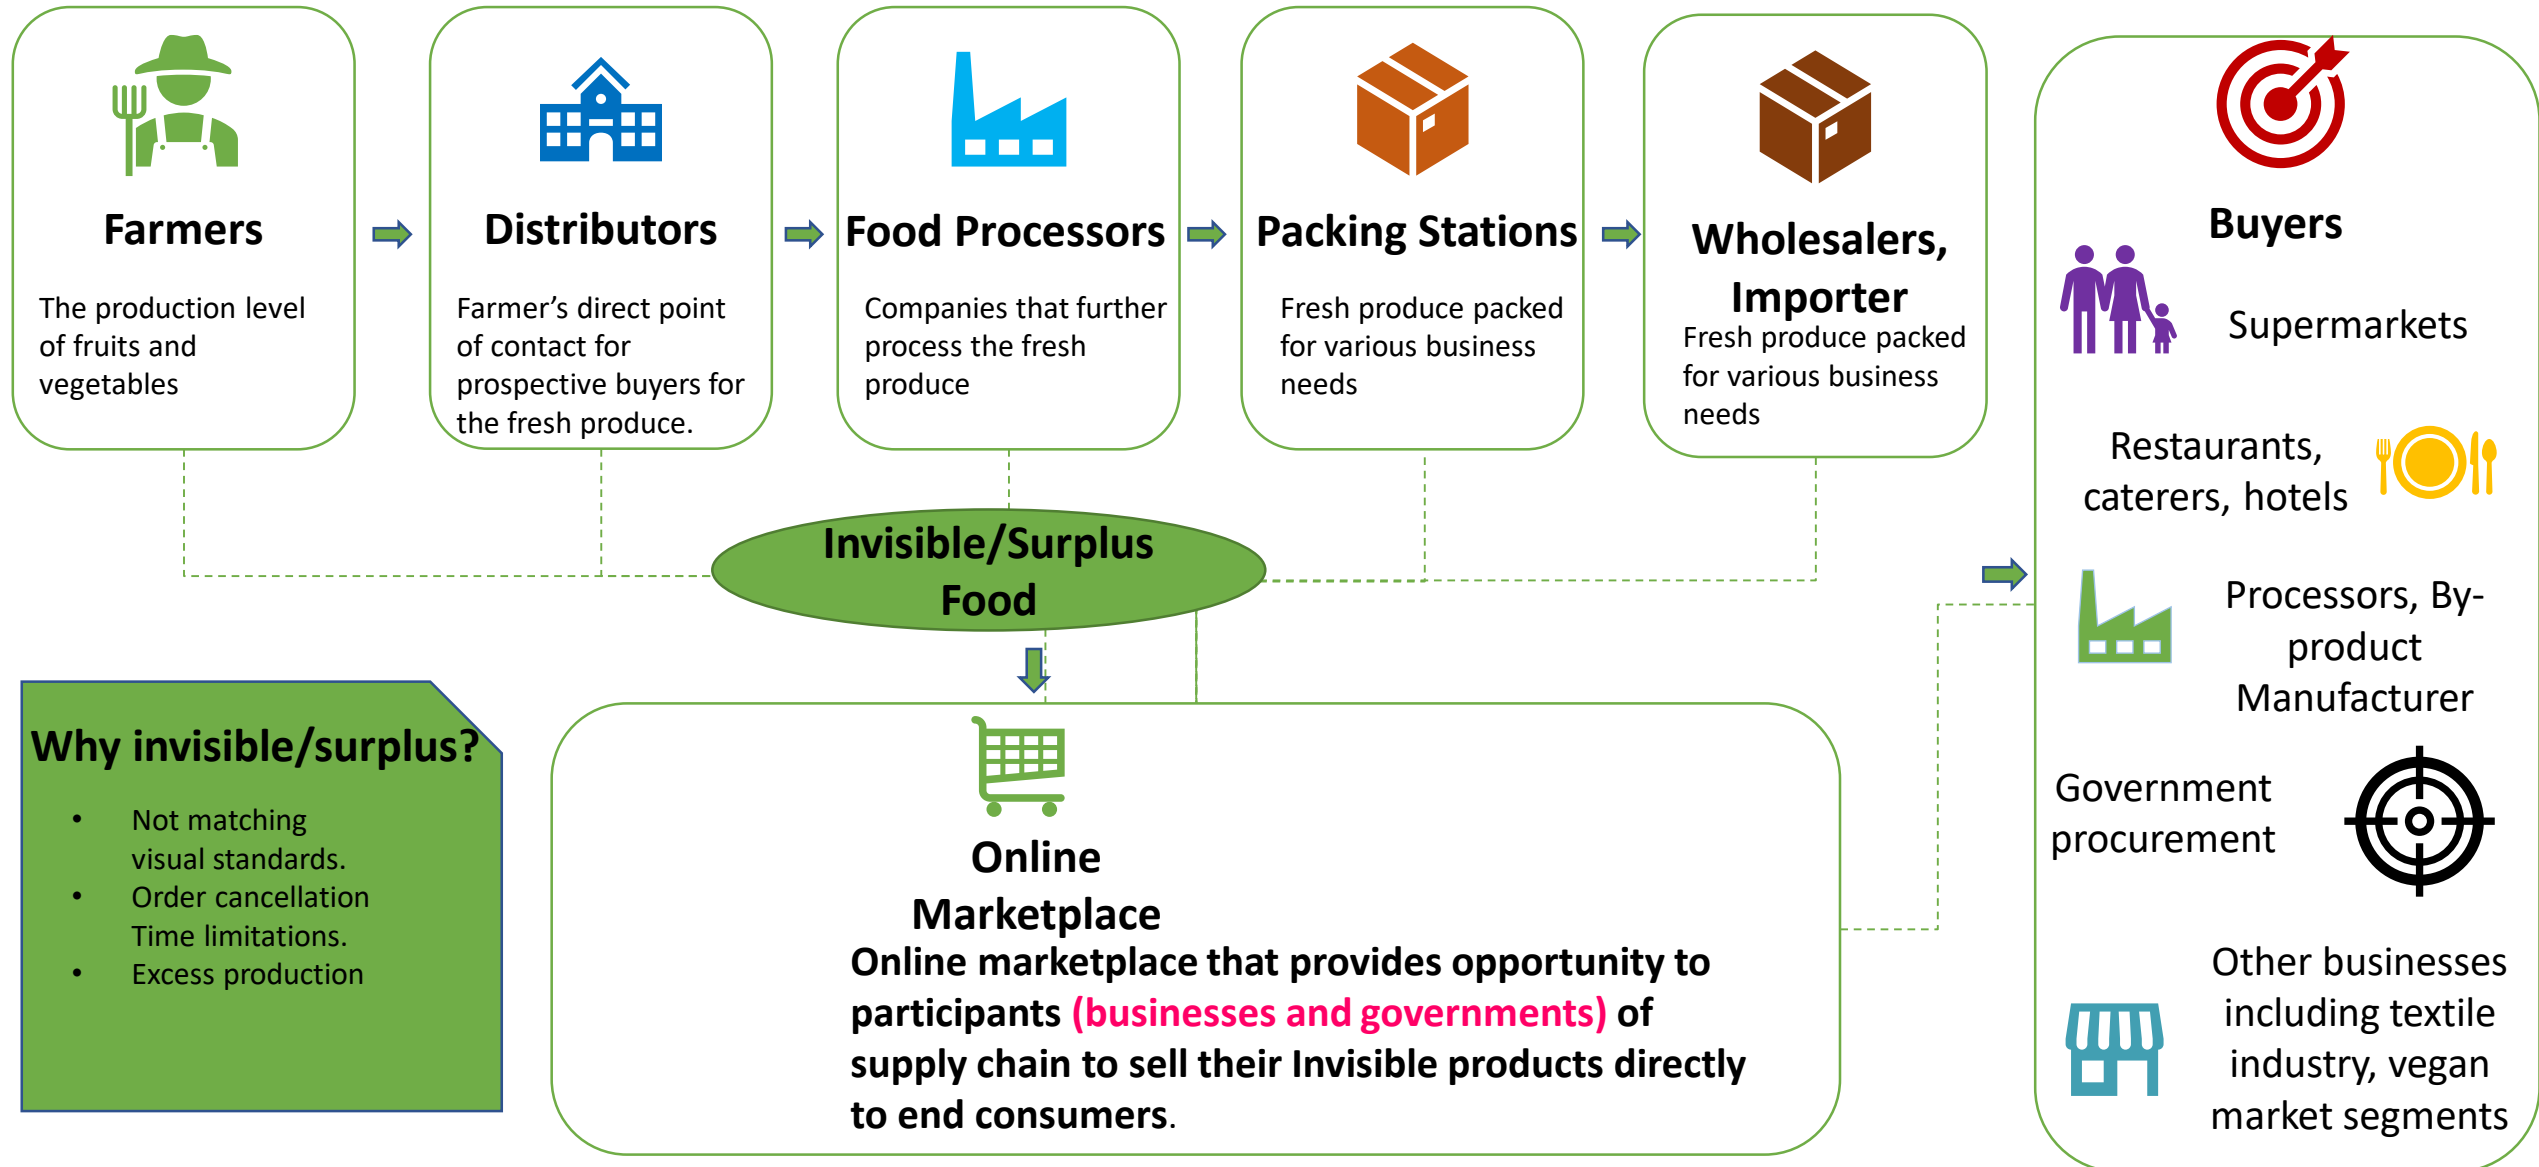 Farmers
The production level
of fruits and
vegetables
Distributors
Farmer’s direct point
of contact for
prospective buyers for
the fresh produce.
Food Processors
Companies that further
process the fresh
produce
Packing Stations
Fresh produce packed
for various business
needs
Wholesalers,
Importer
Fresh produce packed
for various business
needs
Buyers
Supermarkets
Restaurants,
caterers, hotels
Processors, By-
product
Manufacturer
Government
procurement
Other businesses
including textile
industry, vegan
market segments
Invisible/Surplus
Food
Why invisible/surplus?
• Not matching
visual standards.
• Order cancellation
Time limitations.
• Excess production
Online
Marketplace
Online marketplace that provides opportunity to
participants (businesses and governments) of
supply chain to sell their Invisible products directly
to end consumers.